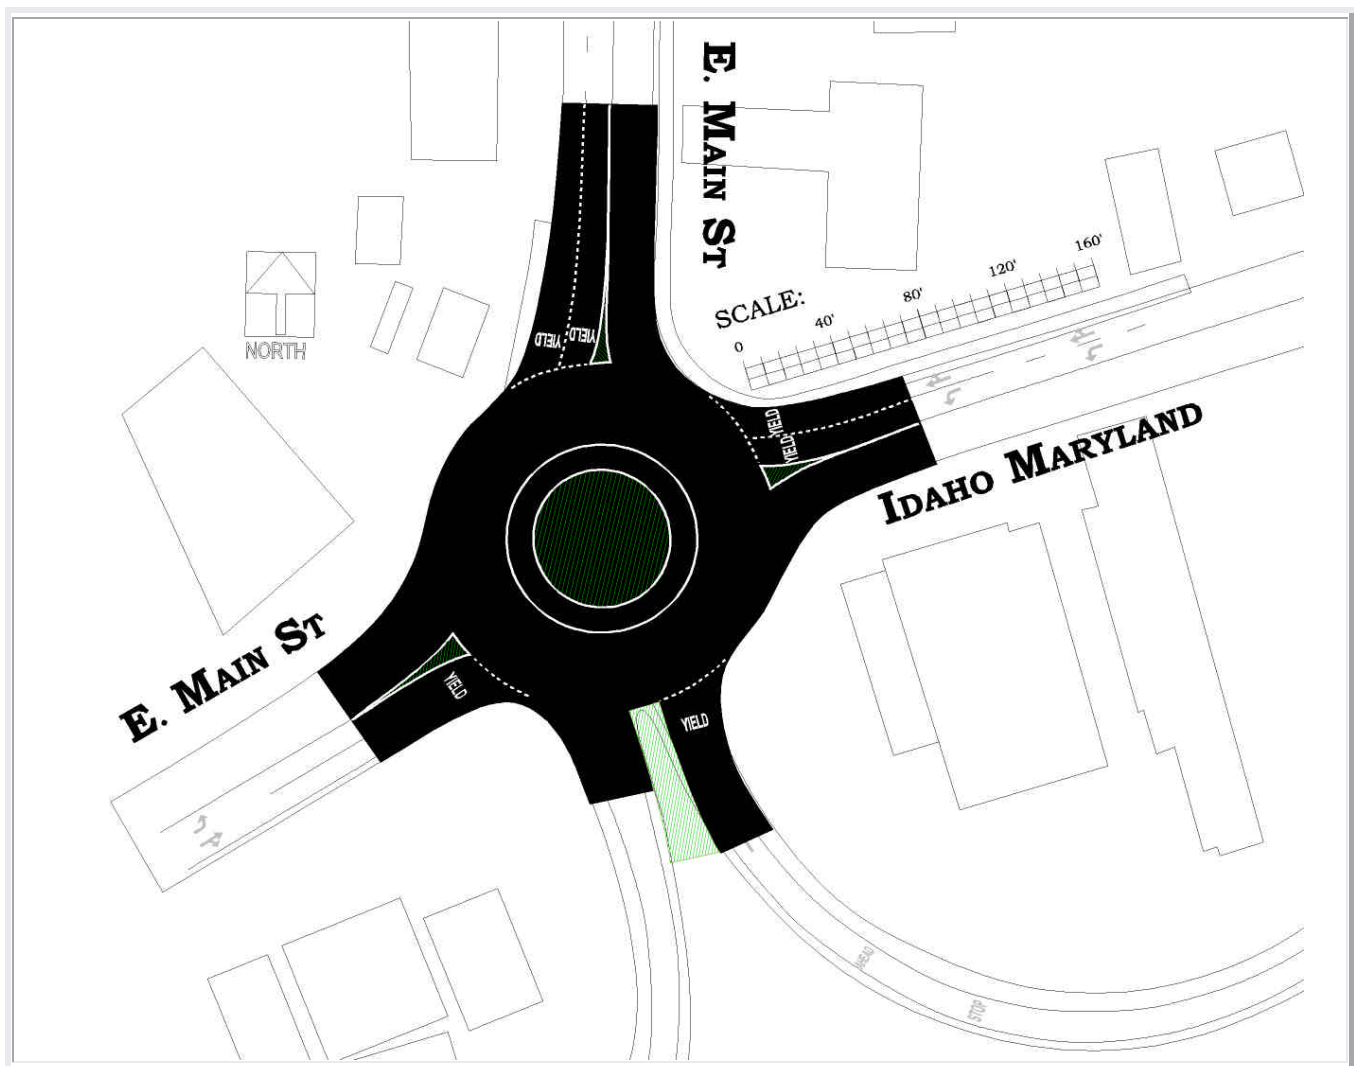 E. MAIN ST
160'
120'
80'
40'
0
SCALE:
NORTH
YIELD
YIELD
YIELD
YIELD
IDAHO MARYLAND
E. MAIN ST
YIELD
YIELD
AHEAD
STOP